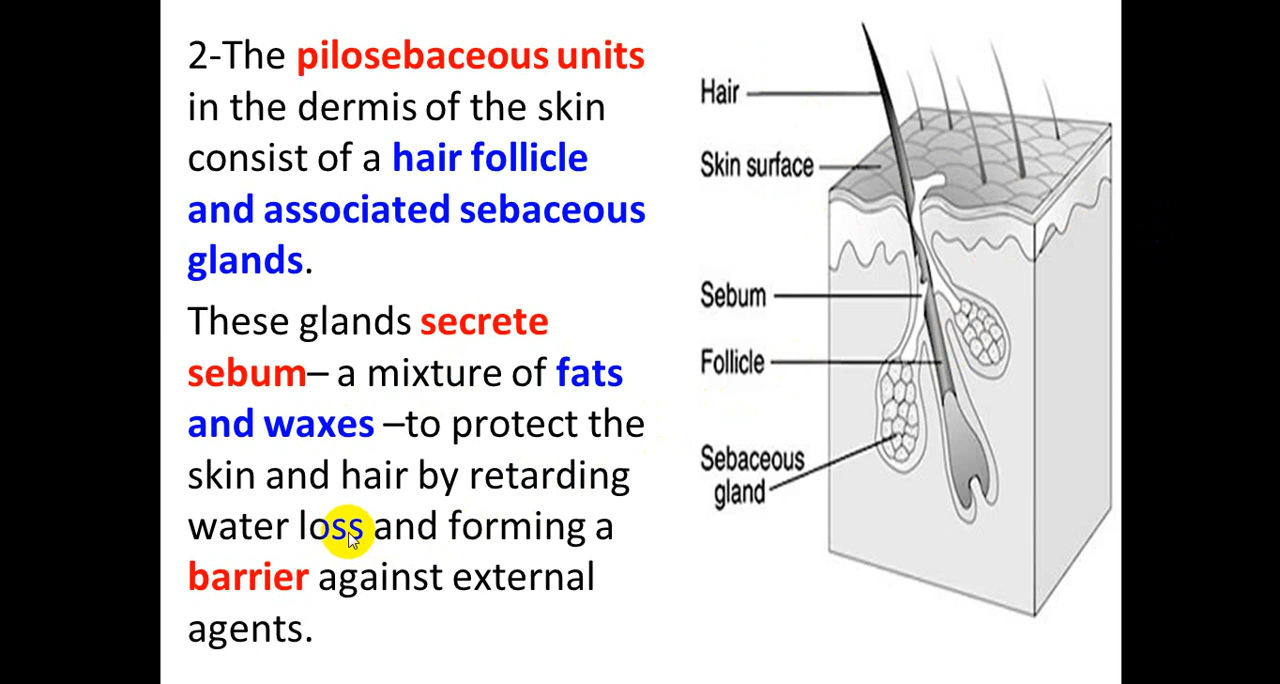 2-The pilosebaceous units
in the dermis of the skin
consist of a hair follicle
and associated sebaceous
glands.
These glands secrete
sebum– a mixture of fats
and waxes –to protect the
skin and hair by retarding
water loss and forming a
barrier against external
agents.
Hair
Skin surface
Sebum
Follicle
Sebaceous
gland